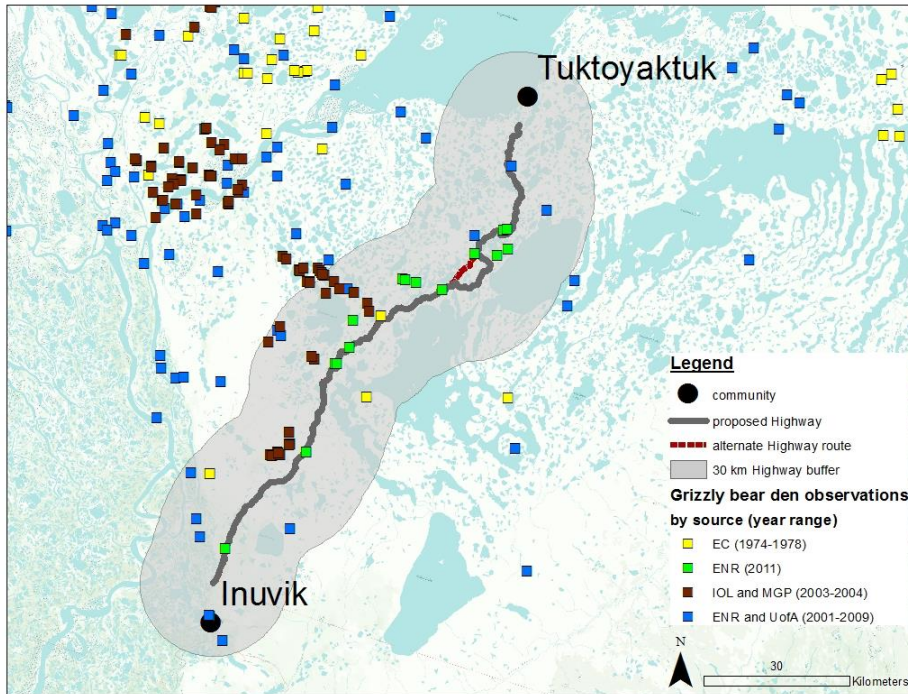 Tuktoyaktuk
Inuvik
Legend
community
proposed Highway
alternate Highway route
30 km Highway buffer
Grizzly bear den observations
by source (year range)
EC (1974-1978)
ENR (2011)
IOL and MGP (2003-2004)
ENR and UofA (2001-2009)
N
30
Kilometers